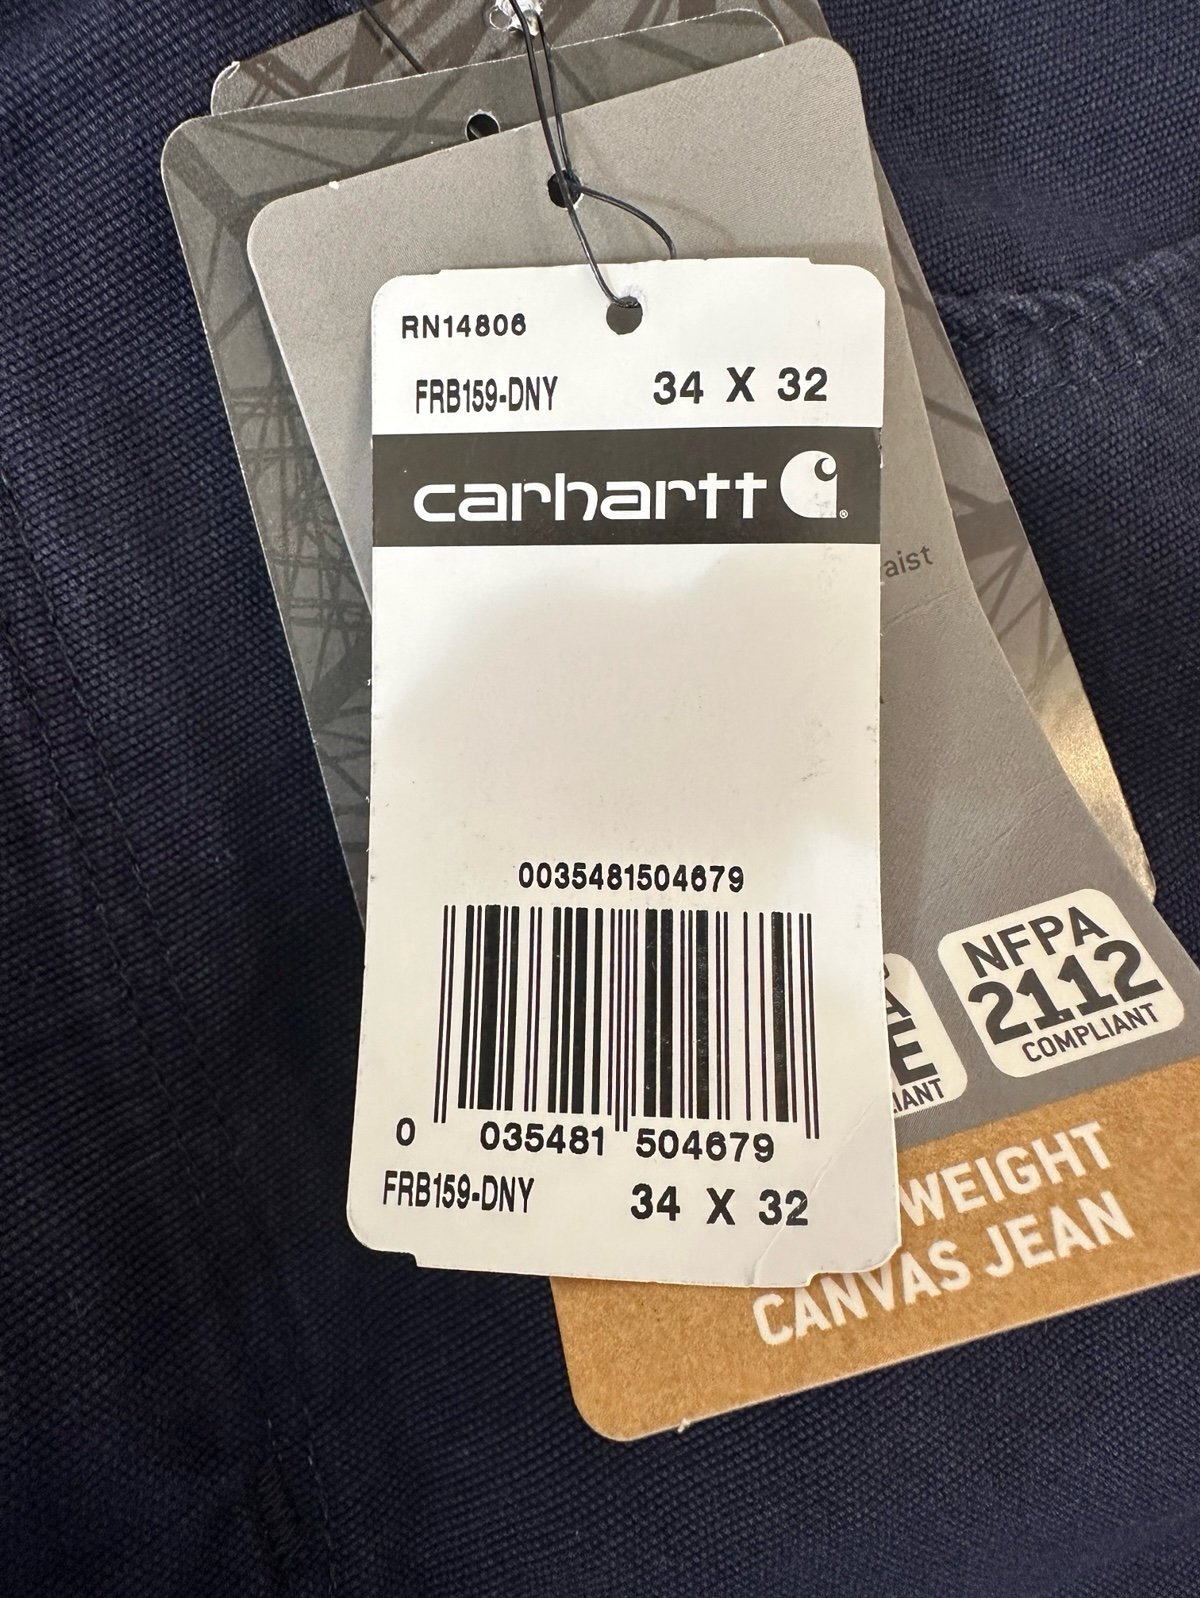 RN14806
FRB159-DNY 34 X 32
carhartt
®
aist
0035481504679
0 035481 504679
FRB159-DNY 34 X 32
NFPA
2112
COMPLIANT
A
E
IANT
WEIGHT
CANVAS JEAN